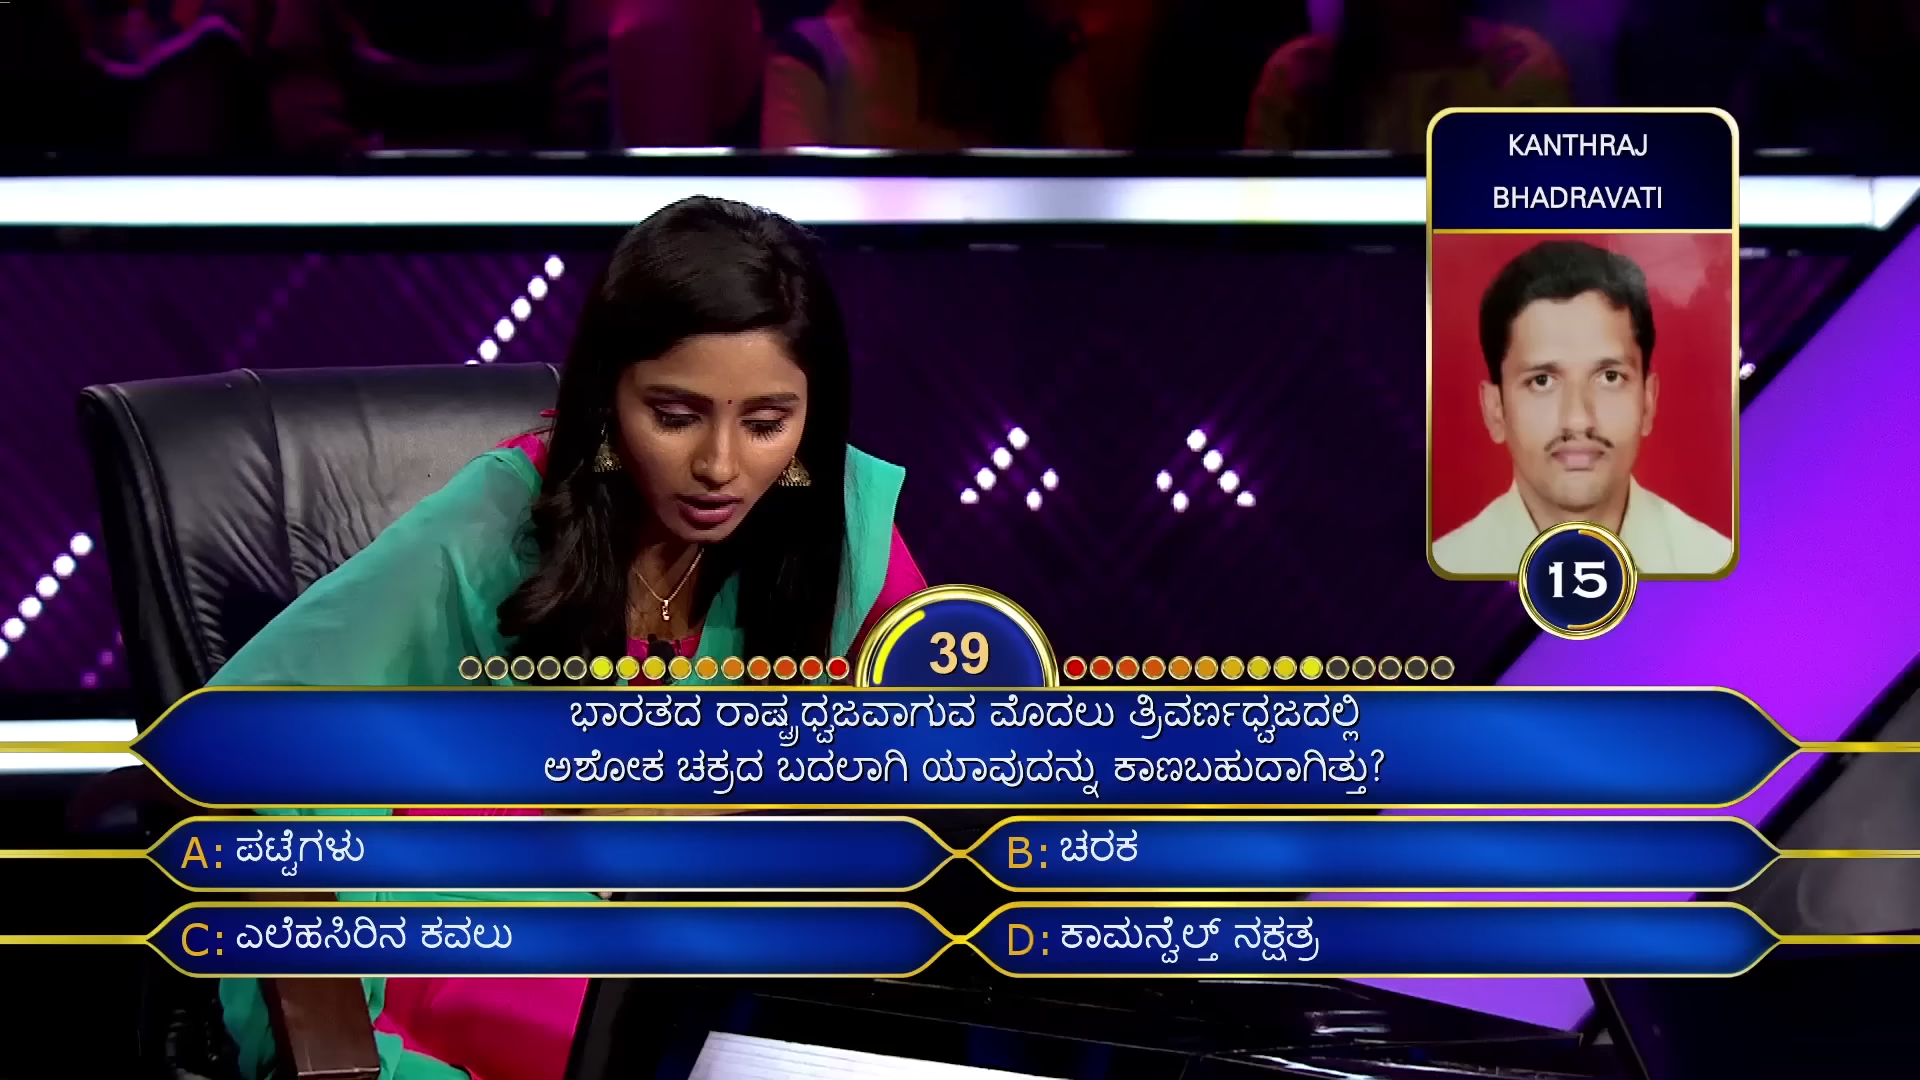 KANTHRAJ
BHADRAVATI
15
39
ಭಾರತದ ರಾಷ್ಟ್ರಧ್ವಜವಾಗುವ ಮೊದಲು ತ್ರಿವರ್ಣಧ್ವಜದಲ್ಲಿ
ಅಶೋಕ ಚಕ್ರದ ಬದಲಾಗಿ ಯಾವುದನ್ನು ಕಾಣಬಹುದಾಗಿತ್ತು?
A: ಪಟ್ಟೆಗಳು
B: ಚರಕ
C: ಎಲೆಹಸಿರಿನ ಕವಲು
D: ಕಾಮನ್ವೆಲ್ತ್ ನಕ್ಷತ್ರ